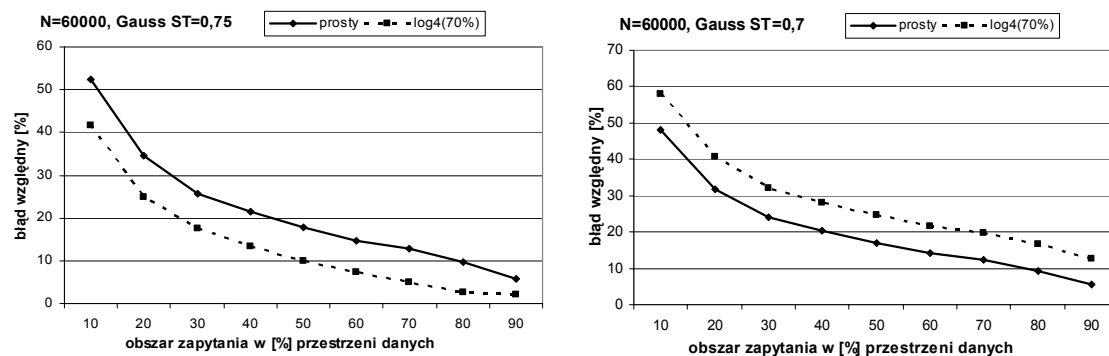 N=60000, Gauss ST=0,75
prosty
log4(70%)
błąd względny [%]
60
50
40
30
20
10
0
10 20 30 40 50 60 70 80 90
obszar zapytania w [%] przestrzeni danych
N=60000, Gauss ST=0,7
prosty
log4(70%)
błąd względny [%]
70
60
50
40
30
20
10
0
10 20 30 40 50 60 70 80 90
obszar zapytania w [%] przestrzeni danych